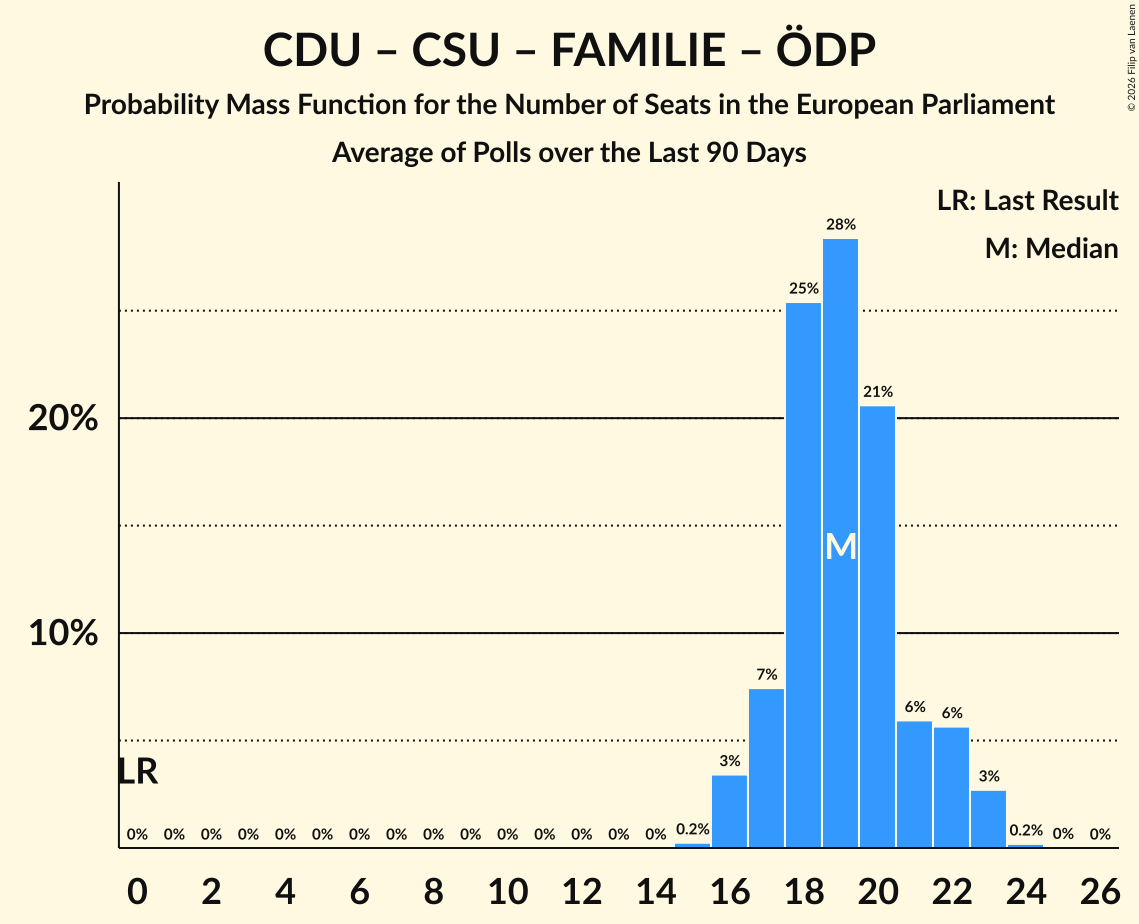 CDU – CSU – FAMILIE – ÖDP
Probability Mass Function for the Number of Seats in the European Parliament
Average of Polls over the Last 90 Days
© 2026 Filip van Laenen
LR: Last Result
M: Median
28%
25%
21%
20%
M
10%
7%
6%
6%
LR
3%
3%
0% 0% 0% 0% 0% 0% 0% 0% 0% 0% 0% 0% 0% 0% 0% 0.2% 0.2% 0% 0%
0 2 4 6 8 10 12 14 16 18 20 22 24 26